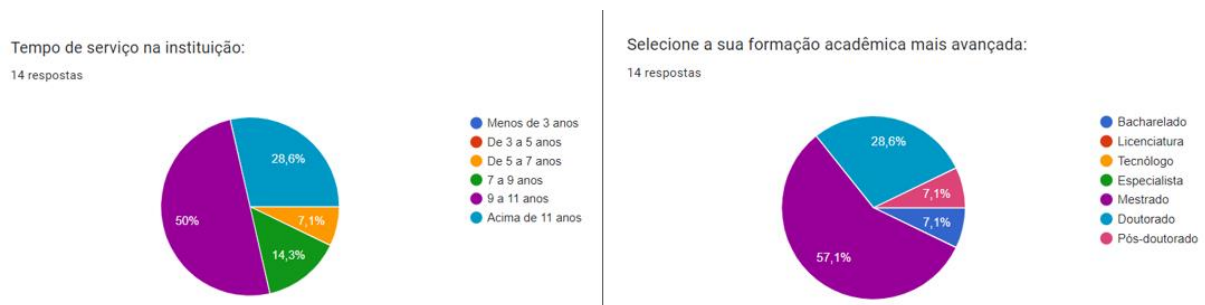 Tempo de serviço na instituição:
14 respostas
28,6%
50%
7,1%
14,3%
Menos de 3 anos
De 3 a 5 anos
De 5 a 7 anos
7 a 9 anos
9 a 11 anos
Acima de 11 anos
Selecione a sua formação acadêmica mais avançada:
14 respostas
28,6%
7,1%
7,1%
57,1%
Bacharelado
Licenciatura
Tecnólogo
Especialista
Mestrado
Doutorado
Pós-doutorado